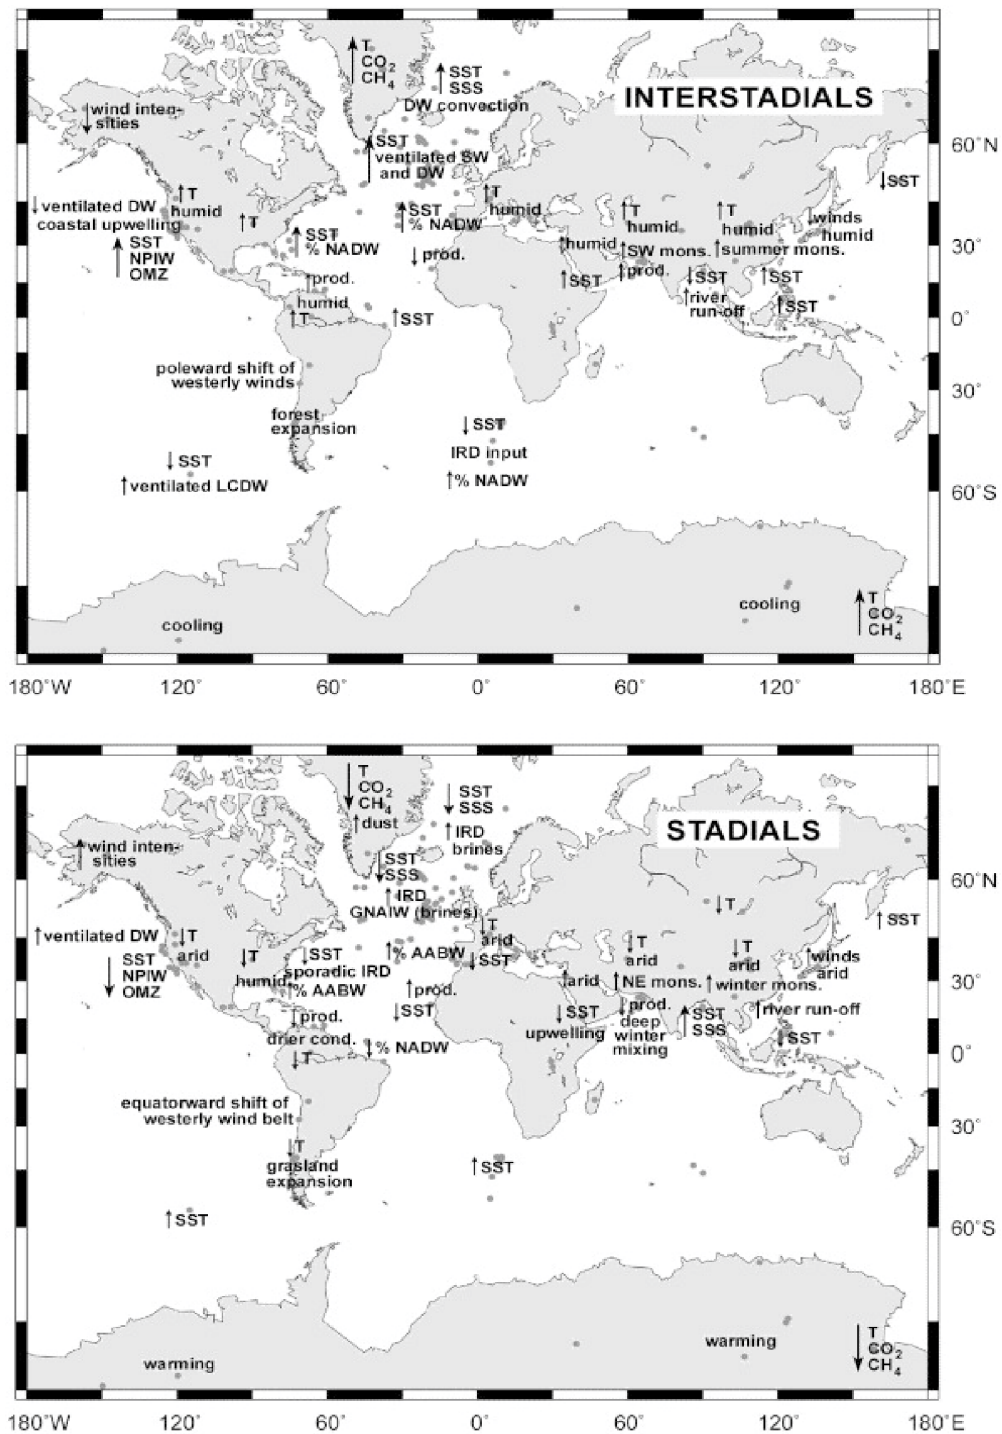 T
CO2
CH4
SST
SSS
DW convection
INTERSTADIALS
wind inten-
sities
SST
ventilated SW
and DW
60°N
SST
T
humid
ventilated DW
coastal upwelling
T
SST
% NADW
SST
% NADW
T
humid
T
humid
T
humid
winds
humid
SST
NPIW
OMZ
prod.
humid
SW mons.
summer mons.
30°
prod.
SST
prod.
SST
SST
humid
T
SST
river
run-off
SST
0°
poleward shift of
westerly winds
30°
forest
expansion
SST
IRD input
% NADW
SST
ventilated LCDW
60°S
cooling
cooling
T
CO2
CH4
180°W
120°
60°
0°
60°
120°
180°E
T
CO2
CH4
dust
SST
SSS
IRD
brines
STADIALS
wind inten-
sities
SST
SSS
60°N
IRD
GNAIW (brines)
T
SST
ventilated DW
T
arid
T
humid
SST
sporadic IRD
% AABW
% AABW
T
arid
SST
T
arid
T
arid
winds
arid
SST
NPIW
OMZ
prod.
arid
NE mons.
winter mons.
30°
prod.
drier cond.
SST
SST
upwelling
prod.
deep
winter
mixing
SST
SSS
river run-off
SST
T
% NADW
0°
equatorward shift of
westerly wind belt
30°
T
grasland
expansion
SST
SST
60°S
warming
warming
T
CO2
CH4
180°W
120°
60°
0°
60°
120°
180°E